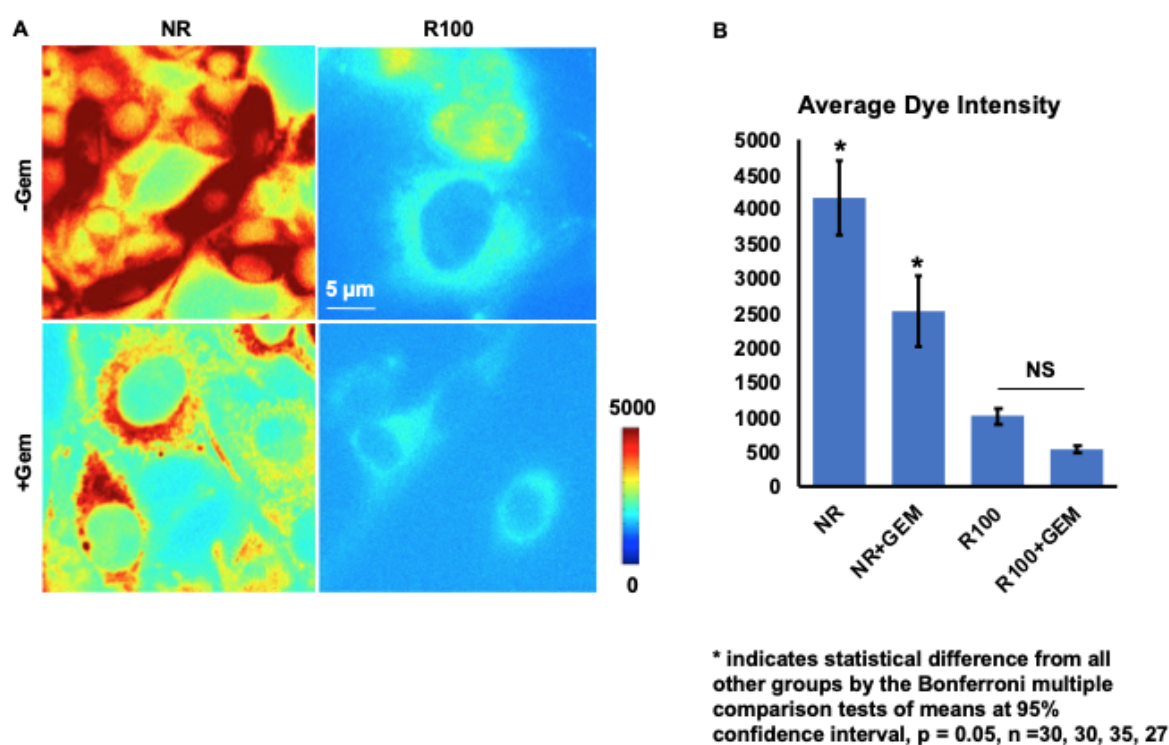 A
NR
R100
-Gem
5 µm
+Gem
5000
0
B
Average Dye Intensity
5000
4500
4000
3500
3000
2500
2000
1500
1000
500
0
*
*
NS
NR
NR+GEM
R100
R100+GEM
* indicates statistical difference from all
other groups by the Bonferroni multiple
comparison tests of means at 95%
confidence interval, p = 0.05, n =30, 30, 35, 27